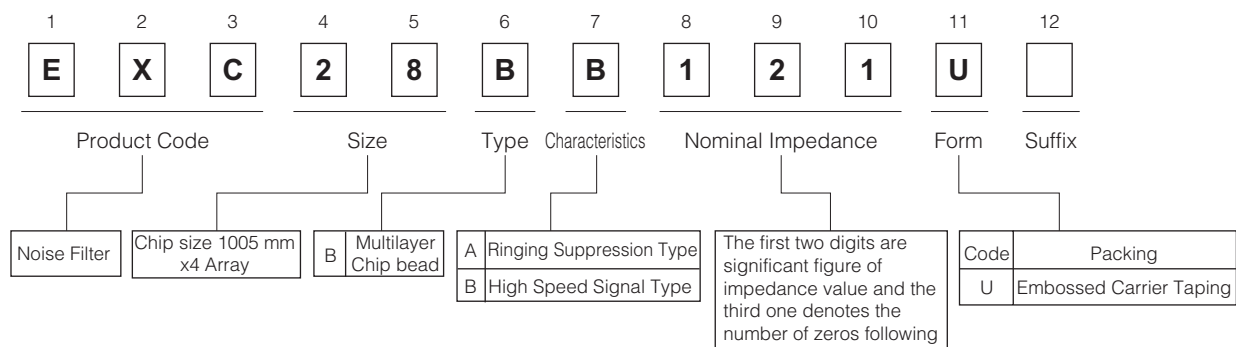 1 2 3 4 5 6 7 8 9 10 11 12
E X C 2 8 B B 1 2 1 U
Product Code Size Type Characteristics Nominal Impedance Form Suffix
Noise Filter
Chip size 1005 mm
x4 Array
B Multilayer
Chip bead
A Ringing Suppression Type
B High Speed Signal Type
The first two digits are
significant figure of
impedance value and the
third one denotes the
number of zeros following
Code Packing
U Embossed Carrier Taping